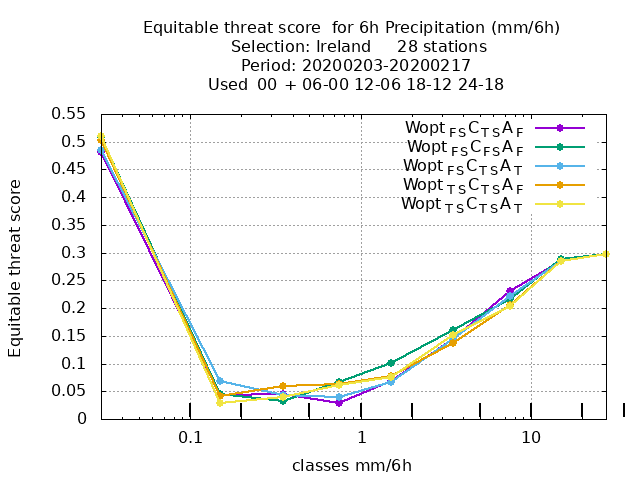 Equitable threat score  for 6h Precipitation (mm/6h)
Selection: Ireland     28 stations
Period: 20200203-20200217
Used  00 + 06-00 12-06 18-12 24-18
Wopt FS C TS A F
Wopt FS C FS A F
Wopt FS C TS A T
Wopt TS C TS A F
Wopt TS C TS A T
Equitable threat score
0.55
0.5
0.45
0.4
0.35
0.3
0.25
0.2
0.15
0.1
0.05
0
0.1 1 10
classes mm/6h